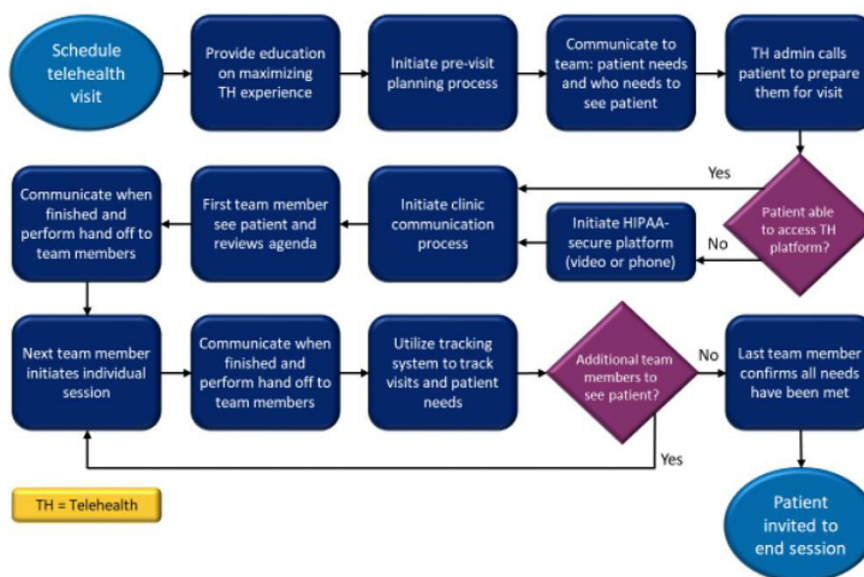 Schedule
telehealth
visit
Provide education
on maximizing
TH experience
Initiate pre-visit
planning process
Communicate to
team: patient needs
and who needs to
see patient
TH admin calls
patient to prepare
them for visit
Yes
Patient able
to access TH
platform?
No
Initiate HIPAA-
secure platform
(video or phone)
Initiate clinic
communication
process
First team member
see patient and
reviews agenda
Communicate when
finished and
perform hand off to
team members
Next team member
initiates individual
session
Communicate when
finished and
perform hand off to
team members
Utilize tracking
system to track
visits and patient
needs
Additional team
members to
see patient?
No
Last team member
confirms all needs
have been met
Yes
TH = Telehealth
Patient
invited to
end session